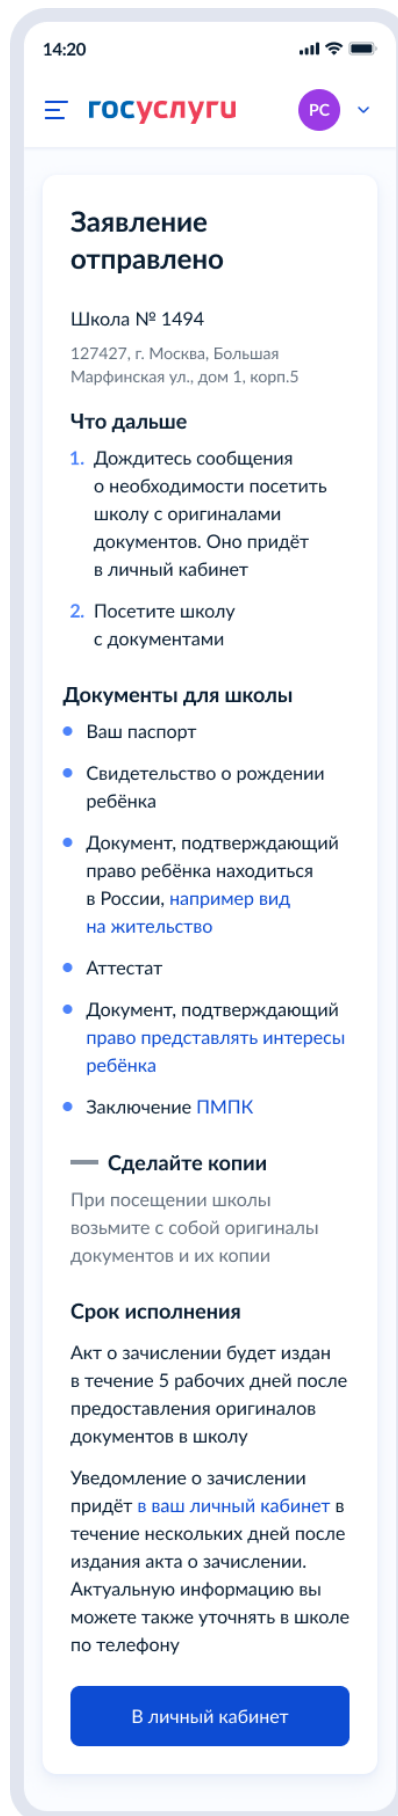 14:20
госуслуги
РС
Заявление
отправлено
Школа № 1494
127427, г. Москва, Большая
Марфинская ул., дом 1, корп.5
Что дальше
1. Дождитесь сообщения
о необходимости посетить
школу с оригиналами
документов. Оно придёт
в личный кабинет
2. Посетите школу
с документами
Документы для школы
Ваш паспорт
Свидетельство о рождении
ребёнка
Документ, подтверждающий
право ребёнка находиться
в России, например вид
на жительство
Аттестат
Документ, подтверждающий
право представлять интересы
ребёнка
Заключение ПМПК
Сделайте копии
При посещении школы
возьмите с собой оригиналы
документов и их копии
Срок исполнения
Акт о зачислении будет издан
в течение 5 рабочих дней после
предоставления оригиналов
документов в школу
Уведомление о зачислении
придёт в ваш личный кабинет в
течение нескольких дней после
издания акта о зачислении.
Актуальную информацию вы
можете также уточнять в школе
по телефону
В личный кабинет